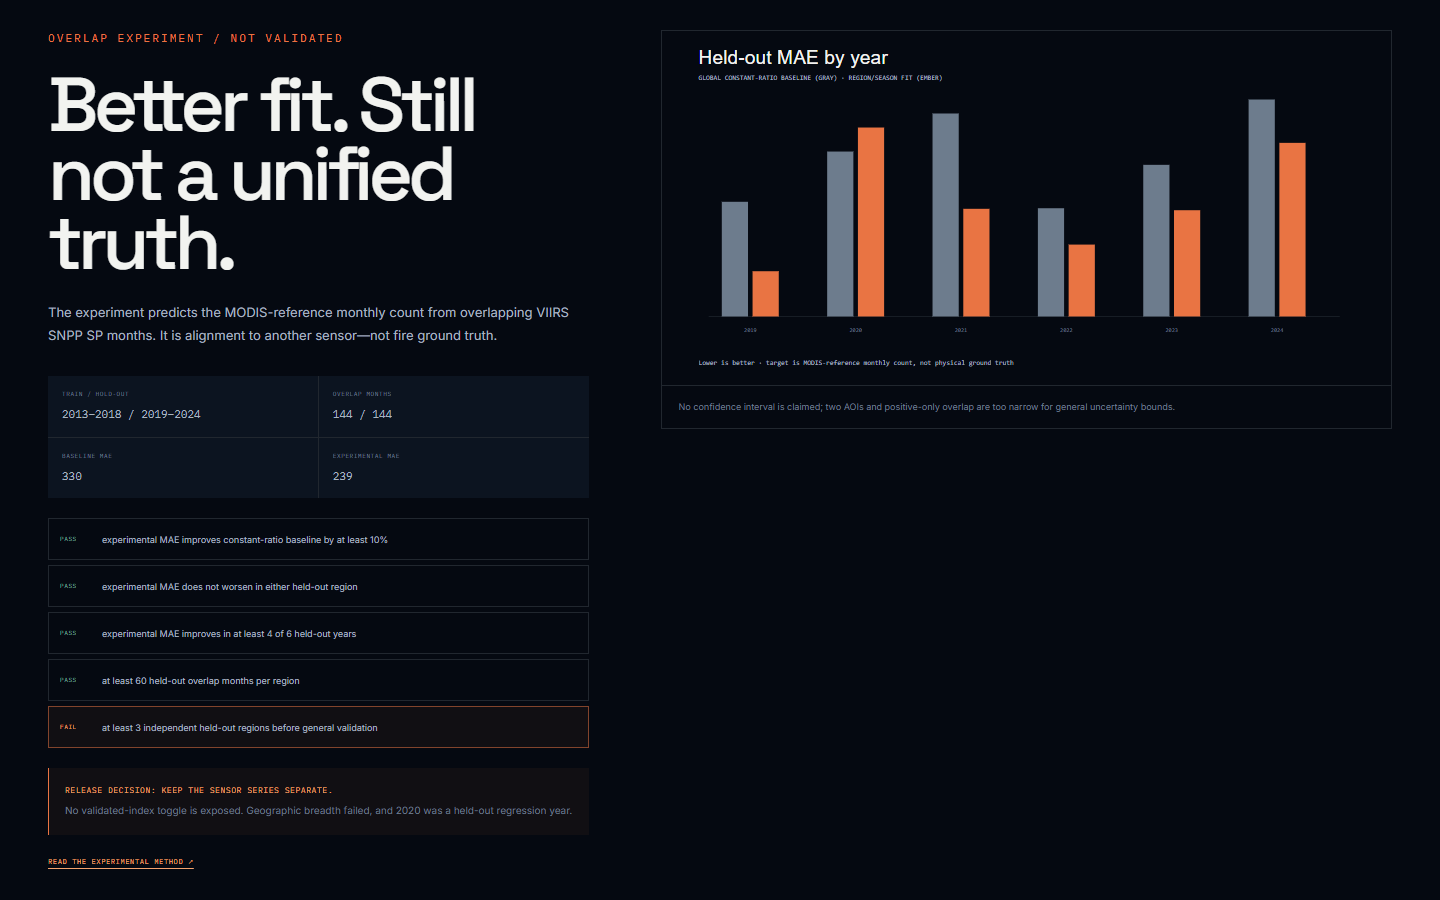 OVERLAP EXPERIMENT / NOT VALIDATED
Better fit. Still
not a unified
truth.
The experiment predicts the MODIS-reference monthly count from overlapping VIIRS
SNPP SP months. It is alignment to another sensor—not fire ground truth.
TRAIN / HOLD-OUT
2013–2018 / 2019–2024
OVERLAP MONTHS
144 / 144
BASELINE MAE
330
EXPERIMENTAL MAE
239
PASS experimental MAE improves constant-ratio baseline by at least 10%
PASS experimental MAE does not worsen in either held-out region
PASS experimental MAE improves in at least 4 of 6 held-out years
PASS at least 60 held-out overlap months per region
FAIL at least 3 independent held-out regions before general validation
RELEASE DECISION: KEEP THE SENSOR SERIES SEPARATE.
No validated-index toggle is exposed. Geographic breadth failed, and 2020 was a held-out regression year.
READ THE EXPERIMENTAL METHOD ↗
Held-out MAE by year
GLOBAL CONSTANT-RATIO BASELINE (GRAY) · REGION/SEASON FIT (EMBER)
2019 2020 2021 2022 2023 2024
Lower is better · target is MODIS-reference monthly count, not physical ground truth
No confidence interval is claimed; two AOIs and positive-only overlap are too narrow for general uncertainty bounds.